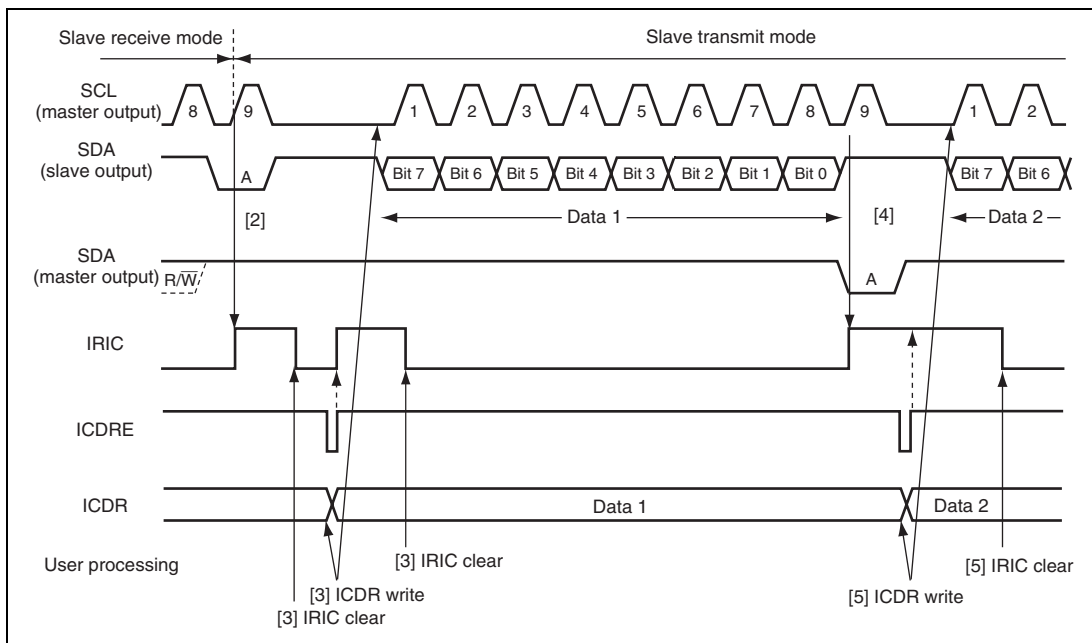 Slave receive mode
Slave transmit mode
SCL
(master output)
8
9
1
2
3
4
5
6
7
8
9
1
2
SDA
(slave output)
A
Bit 7
Bit 6
Bit 5
Bit 4
Bit 3
Bit 2
Bit 1
Bit 0
Bit 7
Bit 6
[2]
Data 1
[4]
Data 2
SDA
(master output)
R/W̅
A
IRIC
ICDRE
ICDR
Data 1
Data 2
User processing
[3] IRIC clear
[5] IRIC clear
[3] ICDR write
[5] ICDR write
[3] IRIC clear